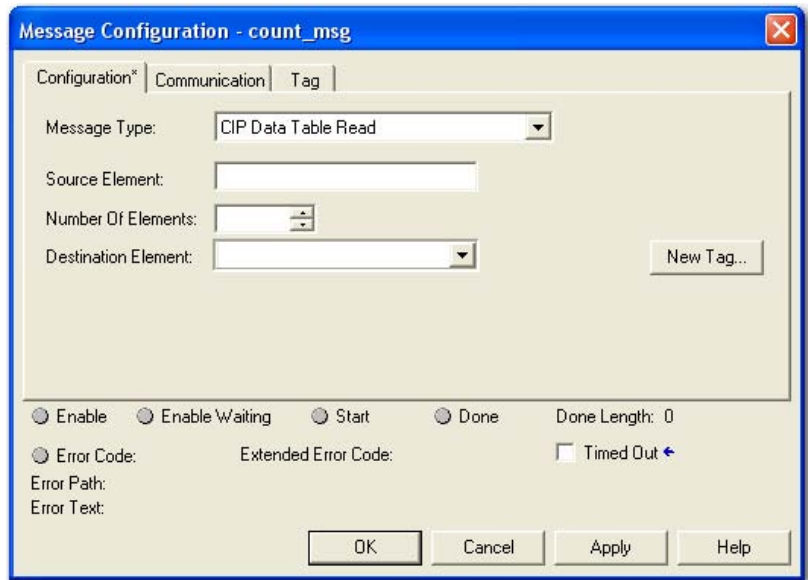 Message Configuration - count_msg
Configuration* Communication Tag
Message Type: CIP Data Table Read
Source Element:
Number Of Elements:
Destination Element: New Tag...
Enable Enable Waiting Start Done Done Length: 0
Error Code: Extended Error Code: Timed Out ←
Error Path:
Error Text:
OK Cancel Apply Help